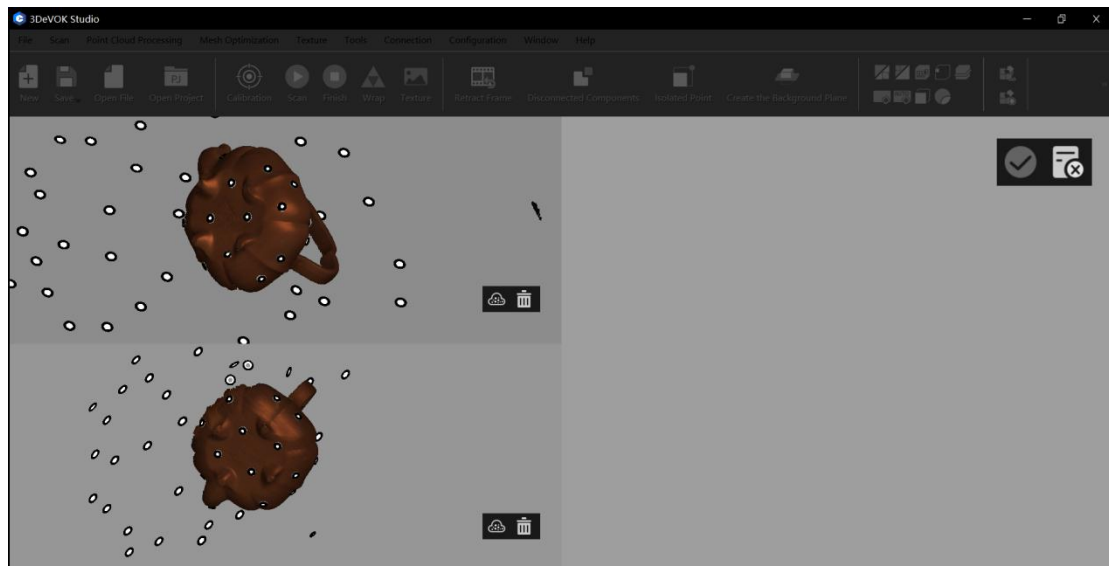 3DeVOK Studio
File Scan Point Cloud Processing Mesh Optimization Texture Tools Connection Configuration Window Help
PJ
New Save Open File Open Project Calibration Scan Finish Wrap Texture Retract Frame Disconnected Components Isolated Point Create the Background Plane